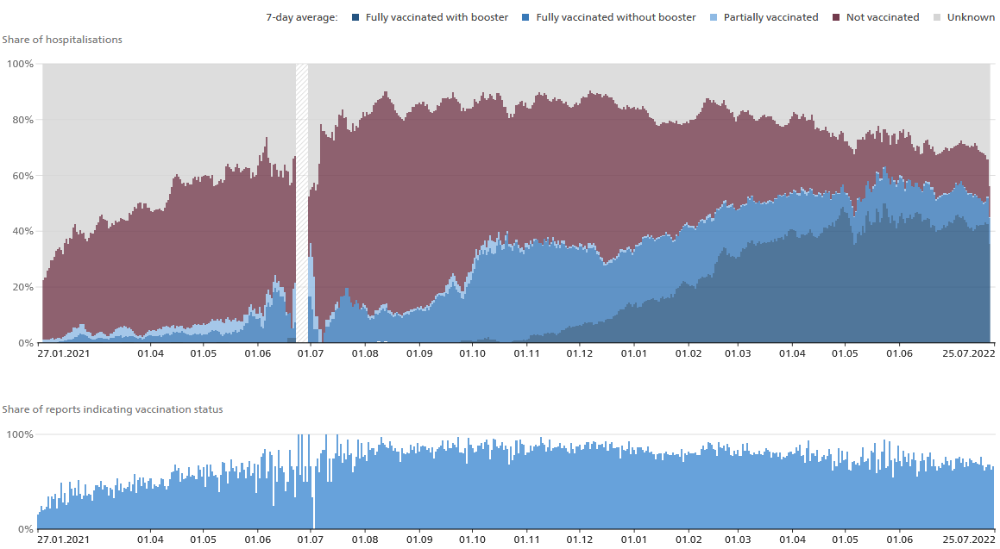 7-day average: Fully vaccinated with booster Fully vaccinated without booster Partially vaccinated Not vaccinated Unknown
Share of hospitalisations
100%
80%
60%
40%
20%
0%
27.01.2021 01.04 01.05 01.06 01.07 01.08 01.09 01.10 01.11 01.12 01.01 01.02 01.03 01.04 01.05 01.06 25.07.2022
Share of reports indicating vaccination status
100%
0%
27.01.2021 01.04 01.05 01.06 01.07 01.08 01.09 01.10 01.11 01.12 01.01 01.02 01.03 01.04 01.05 01.06 25.07.2022